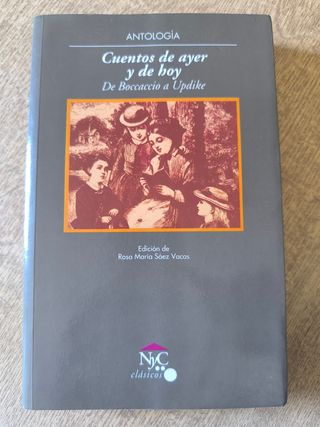 ANTOLOGÍA
Cuentos de ayer
y de hoy
De Boccaccio a Updike
Edición de
Rosa María Sáez Vacas
NyC
clásicos